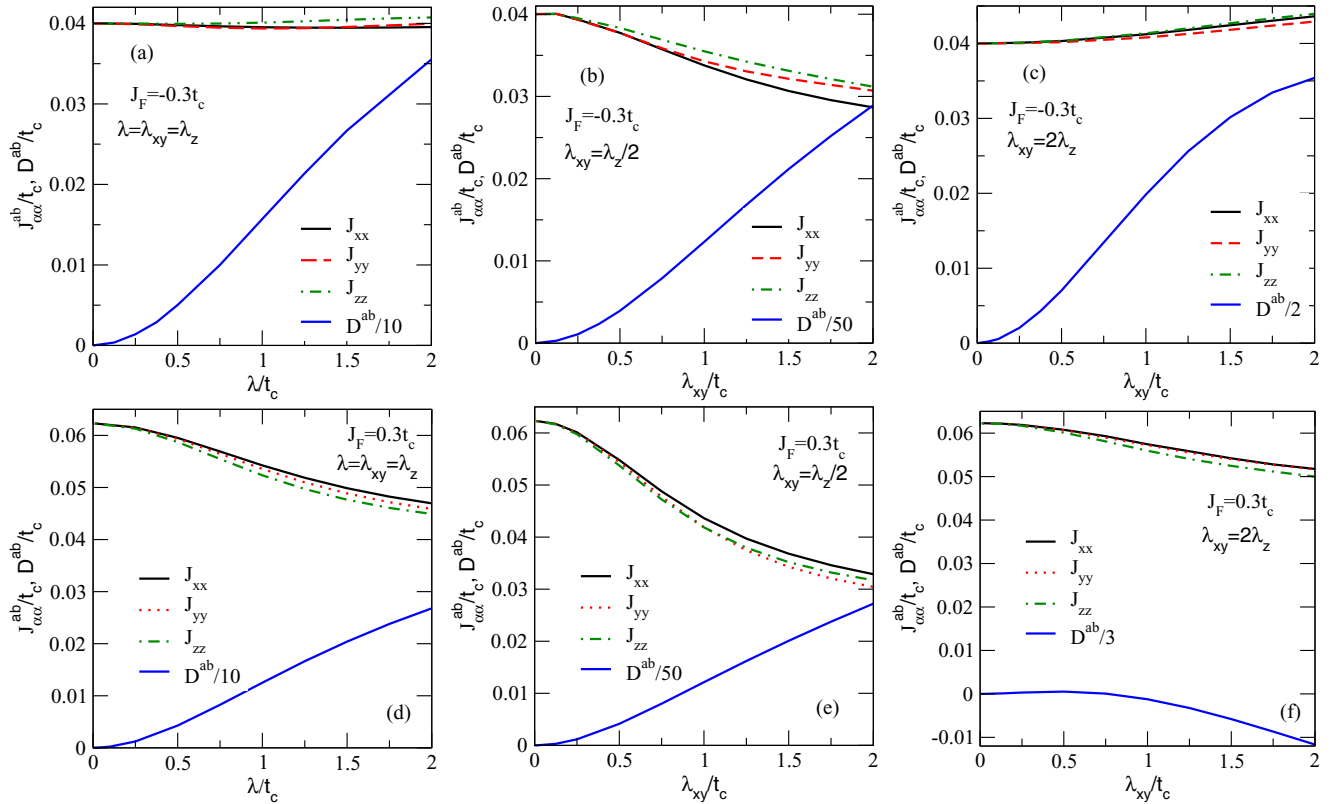 (a)
J_F=-0.3t_c
λ=λ_xy=λ_z
J_xx
J_yy
J_zz
D^ab/10
0.04
0.03
0.02
0.01
0
0 0.5 1 1.5 2
λ/t_c
J^ab_αα/t_c, D^ab/t_c
(b)
J_F=-0.3t_c
λ_xy=λ_z/2
J_xx
J_yy
J_zz
D^ab/50
0.04
0.03
0.02
0.01
0
0 0.5 1 1.5 2
λ_xy/t_c
J^ab_αα/t_c, D^ab/t_c
(c)
J_F=-0.3t_c
λ_xy=2λ_z
J_xx
J_yy
J_zz
D^ab/2
0.04
0.03
0.02
0.01
0
0 0.5 1 1.5 2
λ_xy/t_c
J^ab_αα/t_c, D^ab/t_c
J_F=0.3t_c
λ=λ_xy=λ_z
J_xx
J_yy
J_zz
D^ab/10
(d)
0.06
0.05
0.04
0.03
0.02
0.01
0
0 0.5 1 1.5 2
λ/t_c
J^ab_αα/t_c, D^ab/t_c
J_F=0.3t_c
λ_xy=λ_z/2
J_xx
J_yy
J_zz
D^ab/50
(e)
0.06
0.05
0.04
0.03
0.02
0.01
0
0 0.5 1 1.5 2
λ_xy/t_c
J^ab_αα/t_c, D^ab/t_c
J_F=0.3t_c
λ_xy=2λ_z
J_xx
J_yy
J_zz
D^ab/3
(f)
0.06
0.05
0.04
0.03
0.02
0.01
0
-0.01
0 0.5 1 1.5 2
λ_xy/t_c
J^ab_αα/t_c, D^ab/t_c